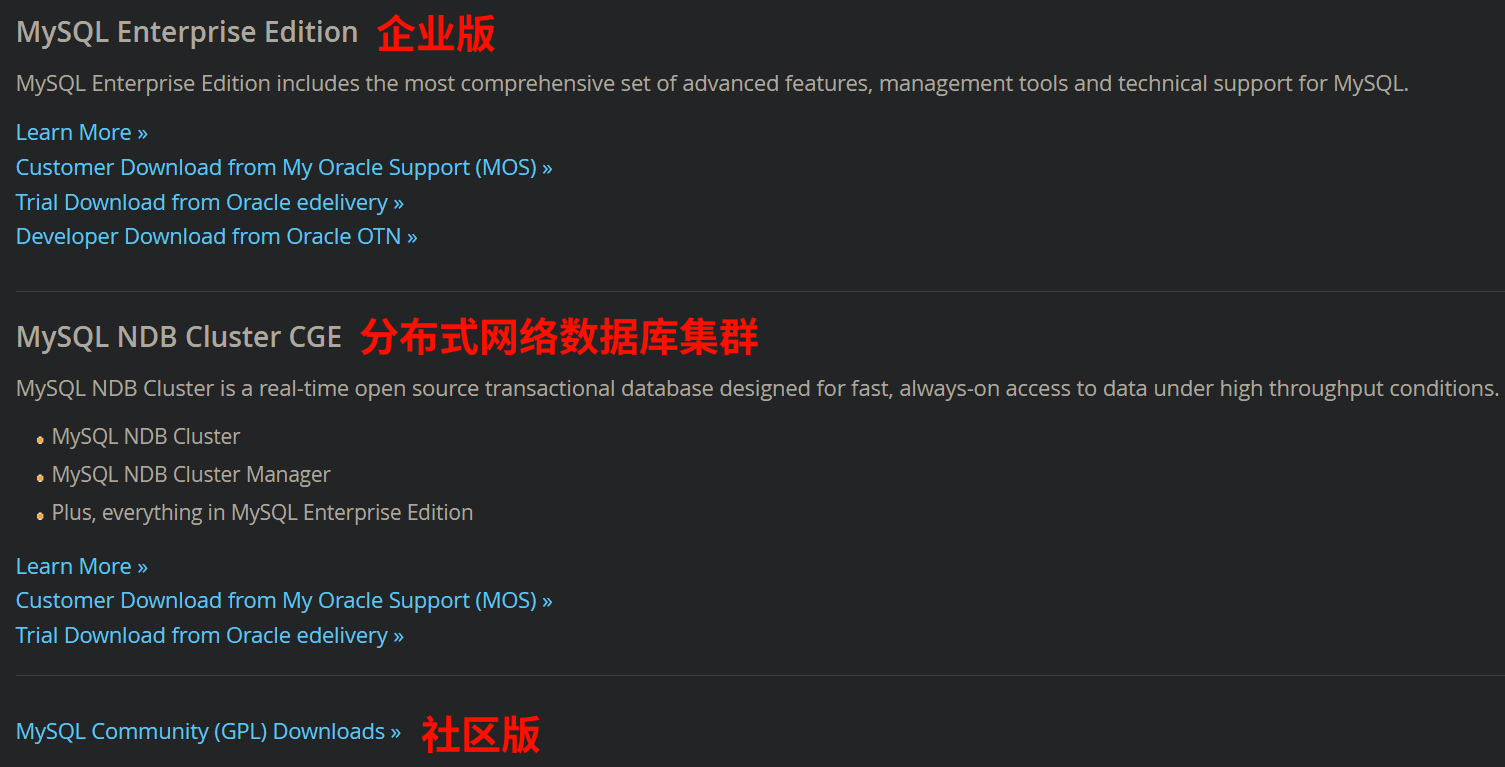 MySQL Enterprise Edition 企业版
MySQL Enterprise Edition includes the most comprehensive set of advanced features, management tools and technical support for MySQL.
Learn More »
Customer Download from My Oracle Support (MOS) »
Trial Download from Oracle edelivery »
Developer Download from Oracle OTN »
MySQL NDB Cluster CGE 分布式网络数据库集群
MySQL NDB Cluster is a real-time open source transactional database designed for fast, always-on access to data under high throughput conditions.
MySQL NDB Cluster
MySQL NDB Cluster Manager
Plus, everything in MySQL Enterprise Edition
Learn More »
Customer Download from My Oracle Support (MOS) »
Trial Download from Oracle edelivery »
MySQL Community (GPL) Downloads » 社区版